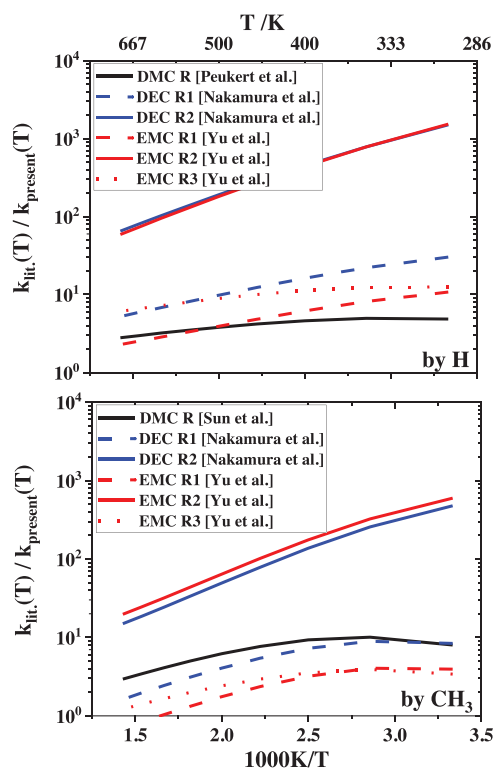 T /K
667 500 400 333 286
10⁴
10³
10²
10¹
10⁰
k_lit.(T) / k_present(T)
DMC R [Peukert et al.]
DEC R1 [Nakamura et al.]
DEC R2 [Nakamura et al.]
EMC R1 [Yu et al.]
EMC R2 [Yu et al.]
EMC R3 [Yu et al.]
by H
10⁴
10³
10²
10¹
10⁰
k_lit.(T) / k_present(T)
DMC R [Sun et al.]
DEC R1 [Nakamura et al.]
DEC R2 [Nakamura et al.]
EMC R1 [Yu et al.]
EMC R2 [Yu et al.]
EMC R3 [Yu et al.]
by CH₃
1.5 2.0 2.5 3.0 3.5
1000K/T